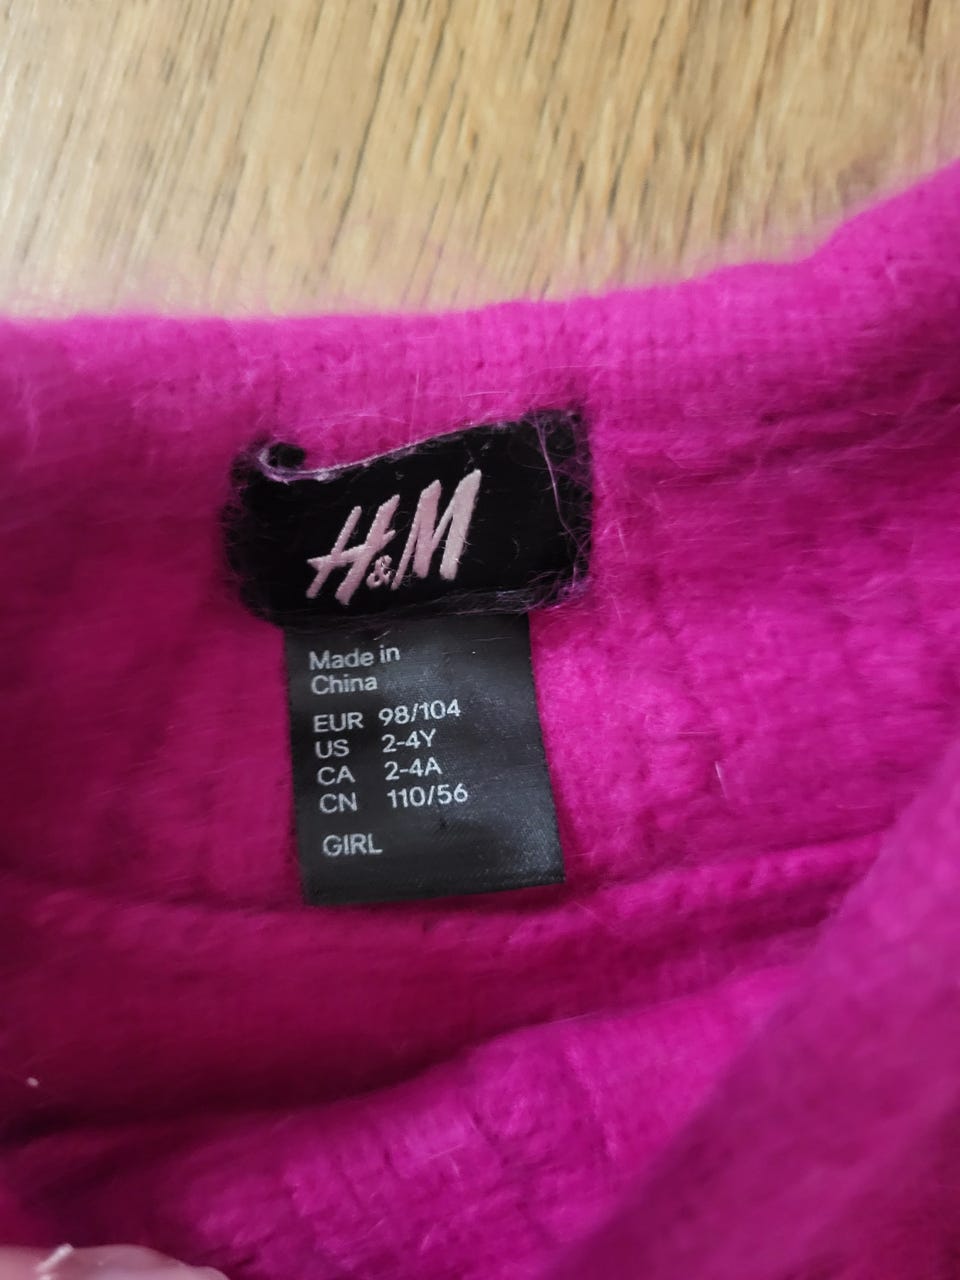 H&M
Made in
China
EUR 98/104
US 2-4Y
CA 2-4A
CN 110/56
GIRL